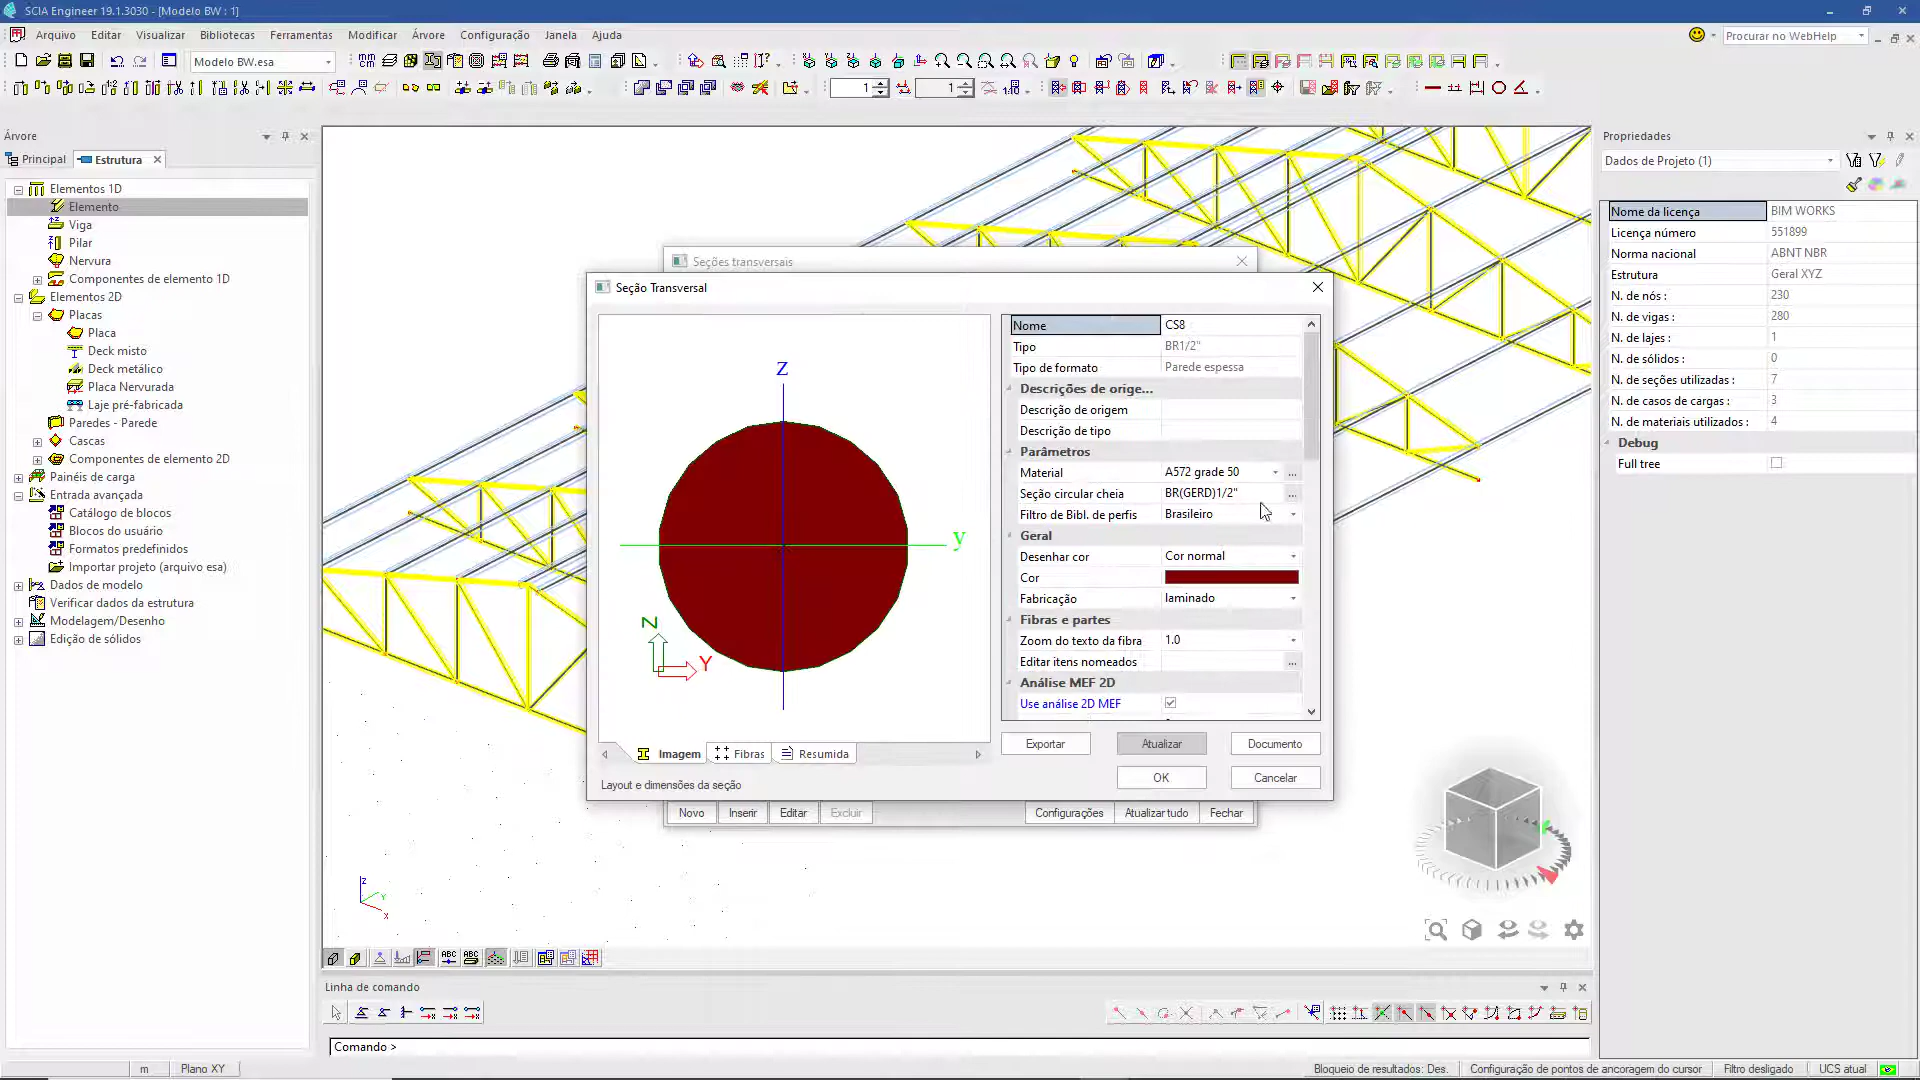 SCIA Engineer 19.1.3030 - [Modelo BW : 1]
Arquivo Editar Visualizar Bibliotecas Ferramentas Modificar Árvore Configuração Janela Ajuda
Procurar no WebHelp
Modelo BW.esa
1 1
Árvore
Principal Estrutura
Elementos 1D
Elemento
Viga
Pilar
Nervura
Componentes de elemento 1D
Elementos 2D
Placas
Placa
Deck misto
Deck metálico
Placa Nervurada
Laje pré-fabricada
Paredes - Parede
Cascas
Componentes de elemento 2D
Painéis de carga
Entrada avançada
Catálogo de blocos
Blocos do usuário
Formatos predefinidos
Importar projeto (arquivo esa)
Dados de modelo
Verificar dados da estrutura
Modelagem/Desenho
Edição de sólidos
Seções transversais
Seção Transversal
Z
y
N
Y
Imagem Fibras Resumida
Layout e dimensões da seção
Nome CS8
Tipo BR1/2"
Tipo de formato Parede espessa
Descrições de orige...
Descrição de origem
Descrição de tipo
Parâmetros
Material A572 grade 50 ...
Seção circular cheia BR(GERD)1/2" ...
Filtro de Bibl. de perfis Brasileiro
Geral
Desenhar cor Cor normal
Cor
Fabricação laminado
Fibras e partes
Zoom do texto da fibra 1.0
Editar itens nomeados ...
Análise MEF 2D
Use análise 2D MEF
Exportar Atualizar Documento
OK Cancelar
Novo Inserir Editar Excluir Configurações Atualizar tudo Fechar
Propriedades
Dados de Projeto (1)
Nome da licença BIM WORKS
Licença número 551899
Norma nacional ABNT NBR
Estrutura Geral XYZ
N. de nós : 230
N. de vigas : 280
N. de lajes : 1
N. de sólidos : 0
N. de seções utilizadas : 7
N. de casos de cargas : 3
N. de materiais utilizados : 4
Debug
Full tree
Z
Y
X
ABC ABC
Linha de comando
Comando >
m Plano XY
Bloqueio de resultados: Des. Configuração de pontos de ancoragem do cursor Filtro desligado UCS atual